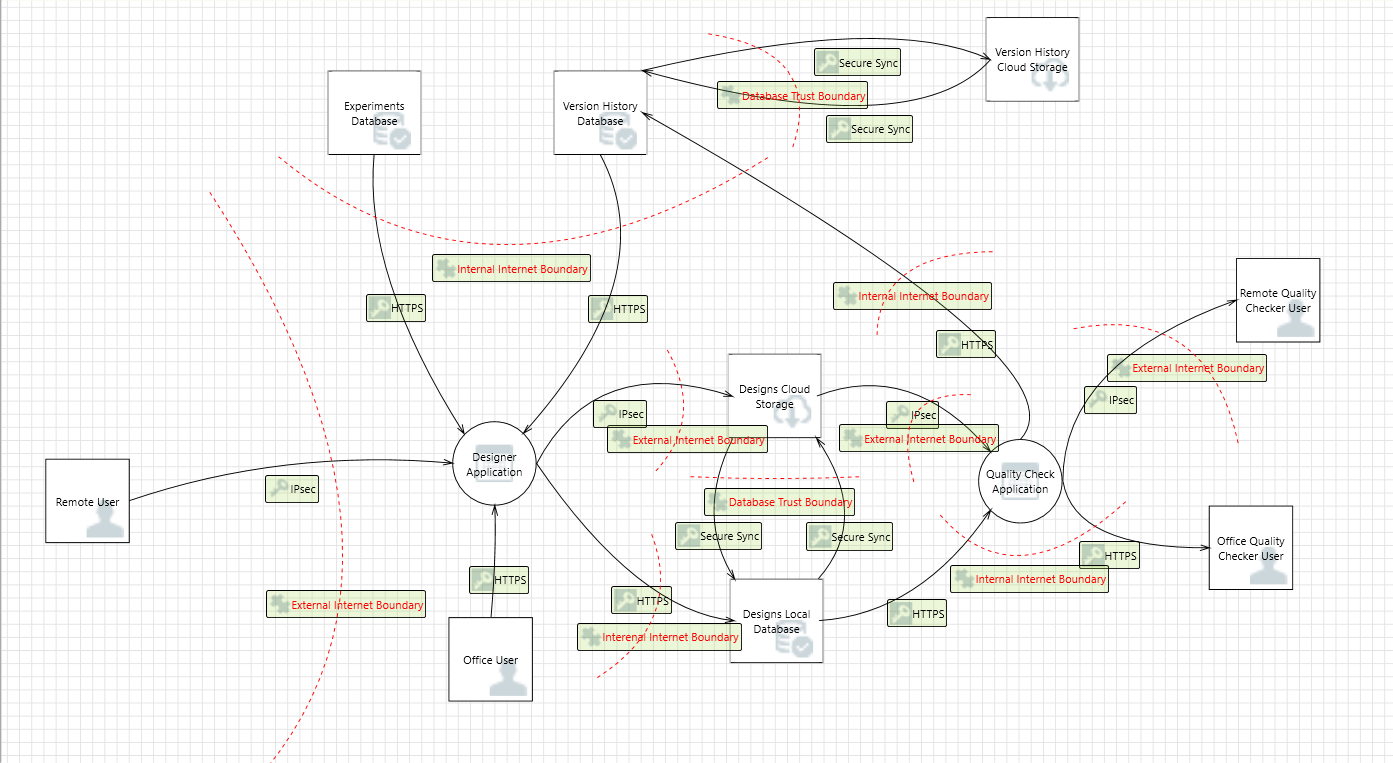 Version History
Cloud Storage
Secure Sync
Database Trust Boundary
Secure Sync
Experiments
Database
Version History
Database
Internal Internet Boundary
HTTPS
HTTPS
Internal Internet Boundary
HTTPS
Remote Quality
Checker User
External Internet Boundary
IPsec
Designs Cloud
Storage
IPsec
External Internet Boundary
IPsec
External Internet Boundary
Designer
Application
Quality Check
Application
Remote User
IPsec
Database Trust Boundary
Secure Sync
Secure Sync
Office Quality
Checker User
HTTPS
Internal Internet Boundary
HTTPS
External Internet Boundary
HTTPS
Interenal Internet Boundary
Designs Local
Database
HTTPS
Office User